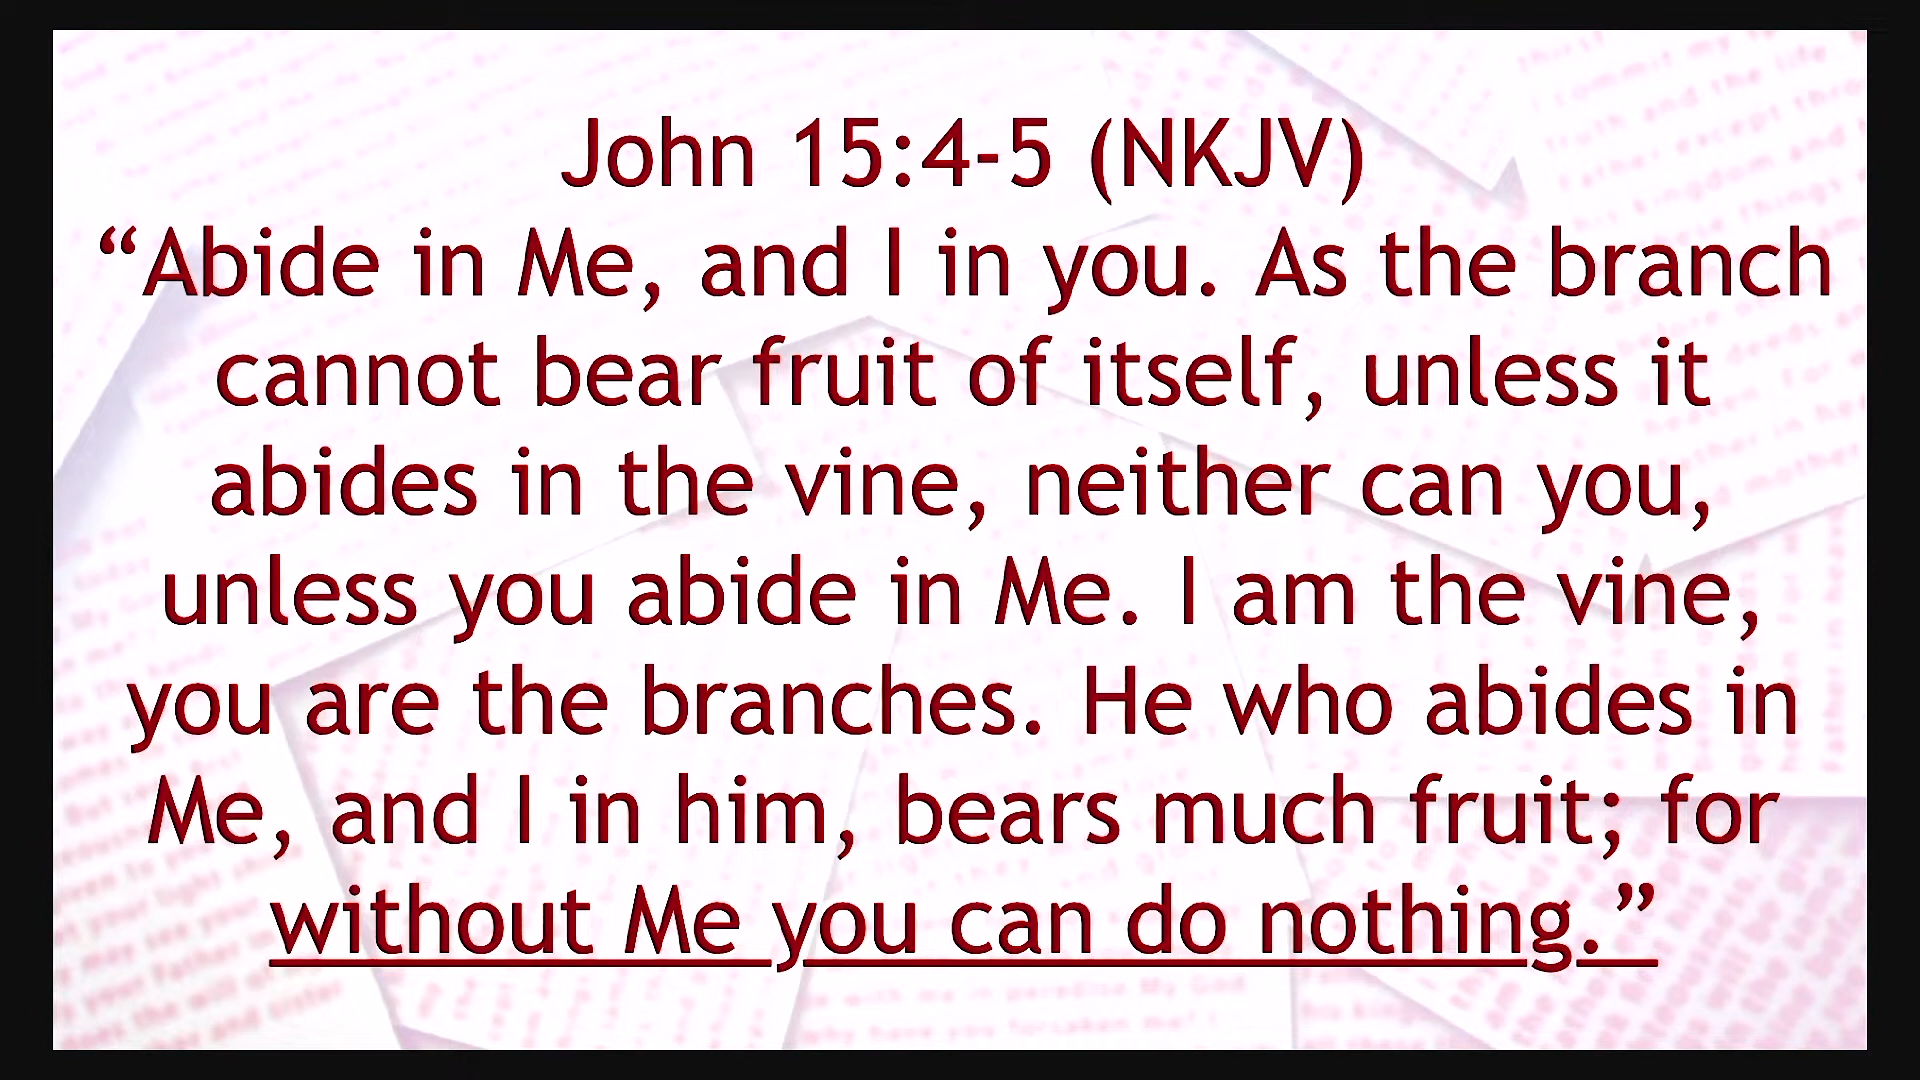 John 15:4-5 (NKJV)
“Abide in Me, and I in you. As the branch
cannot bear fruit of itself, unless it
abides in the vine, neither can you,
unless you abide in Me. I am the vine,
you are the branches. He who abides in
Me, and I in him, bears much fruit; for
without Me you can do nothing.”